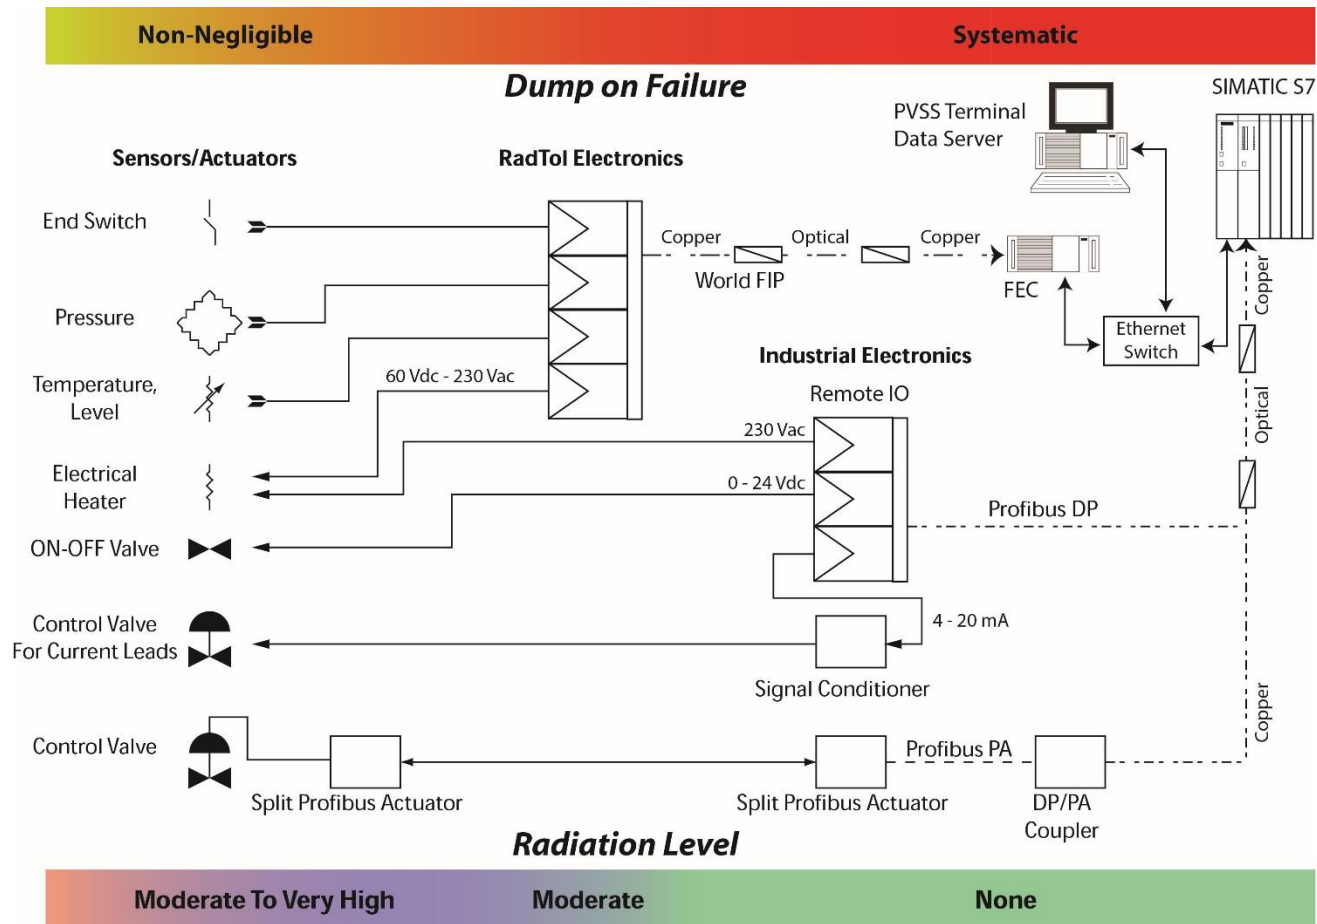 Non-Negligible
Systematic
Dump on Failure
SIMATIC S7
PVSS Terminal
Data Server
Sensors/Actuators
RadTol Electronics
End Switch
Copper
Optical
Copper
World FIP
FEC
Copper
Pressure
Ethernet
Switch
Industrial Electronics
Temperature,
Level
60 Vdc - 230 Vac
Remote IO
Optical
230 Vac
Electrical
Heater
0 - 24 Vdc
Profibus DP
ON-OFF Valve
Control Valve
For Current Leads
4 - 20 mA
Signal Conditioner
Copper
Control Valve
Profibus PA
Split Profibus Actuator
Split Profibus Actuator
DP/PA
Coupler
Radiation Level
Moderate To Very High
Moderate
None